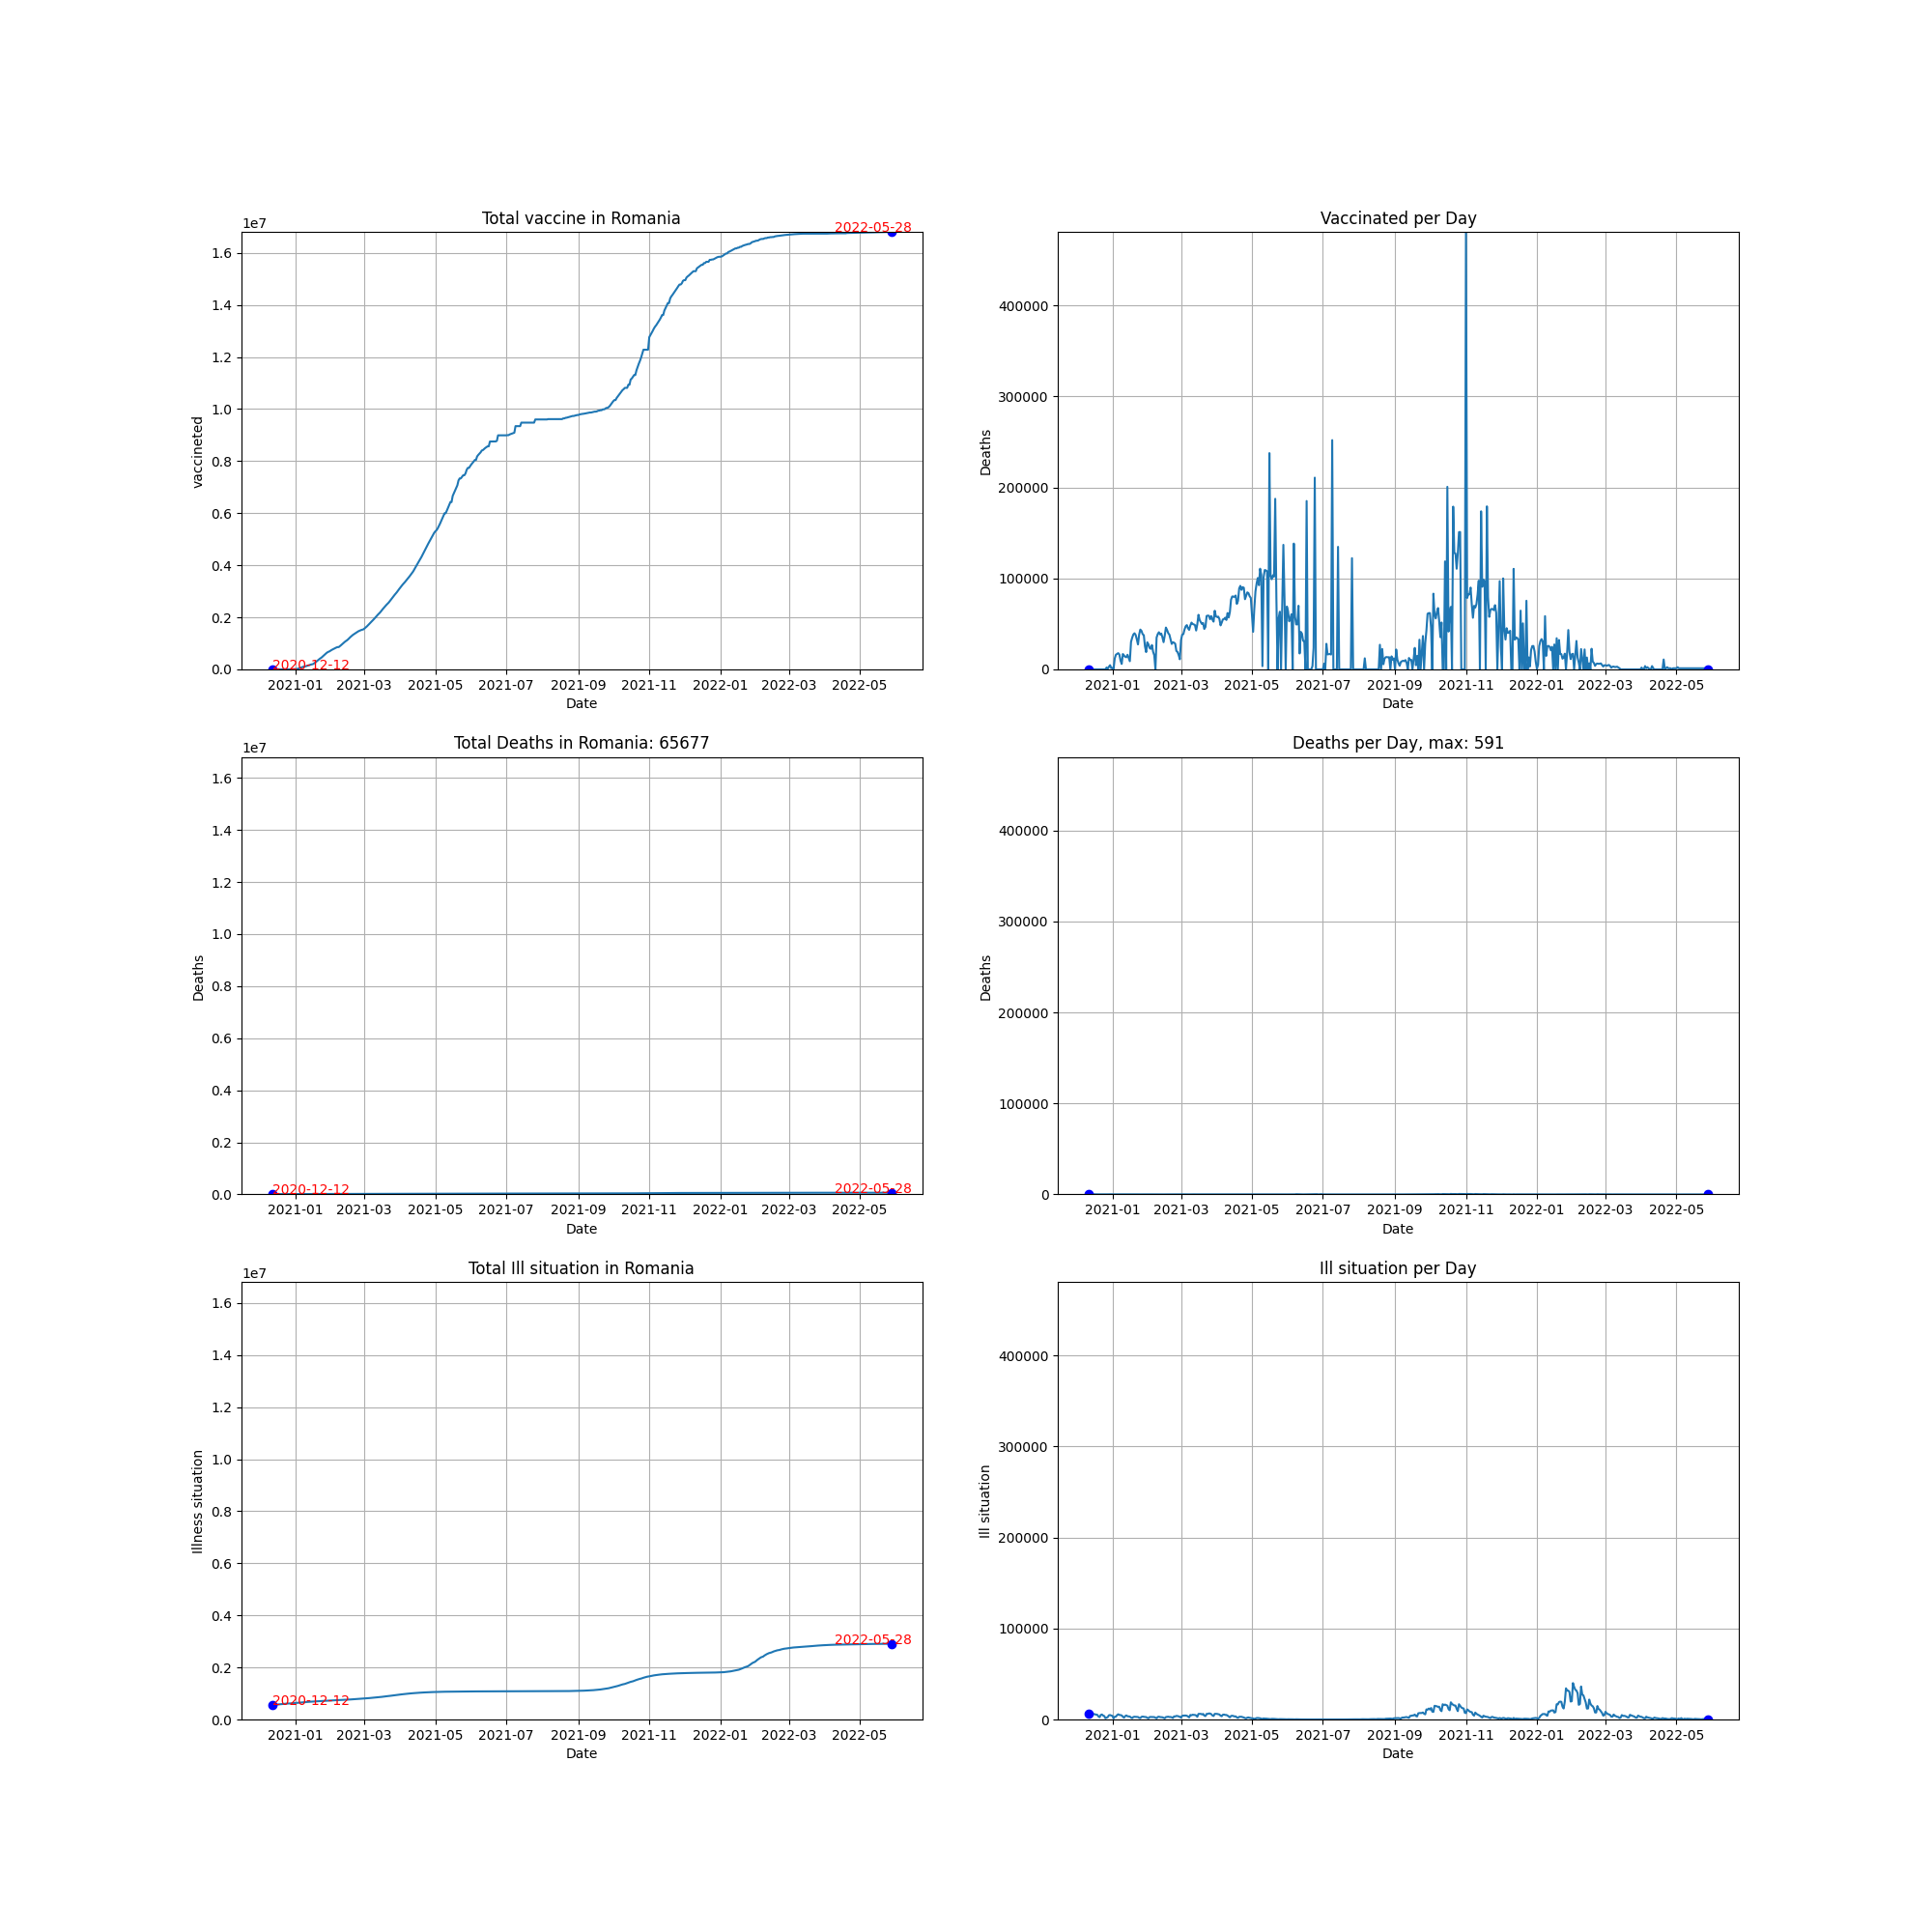 Total vaccine in Romania
1e7
2022-05-28
1.6
1.4
1.2
1.0
0.8
0.6
0.4
0.2
0.0
vaccineted
2020-12-12
2021-01 2021-03 2021-05 2021-07 2021-09 2021-11 2022-01 2022-03 2022-05
Date
Vaccinated per Day
400000
300000
200000
100000
0
Deaths
2021-01 2021-03 2021-05 2021-07 2021-09 2021-11 2022-01 2022-03 2022-05
Date
Total Deaths in Romania: 65677
1e7
1.6
1.4
1.2
1.0
0.8
0.6
0.4
0.2
0.0
Deaths
2020-12-12
2022-05-28
2021-01 2021-03 2021-05 2021-07 2021-09 2021-11 2022-01 2022-03 2022-05
Date
Deaths per Day, max: 591
400000
300000
200000
100000
0
Deaths
2021-01 2021-03 2021-05 2021-07 2021-09 2021-11 2022-01 2022-03 2022-05
Date
Total Ill situation in Romania
1e7
1.6
1.4
1.2
1.0
0.8
0.6
0.4
0.2
0.0
Illness situation
2020-12-12
2022-05-28
2021-01 2021-03 2021-05 2021-07 2021-09 2021-11 2022-01 2022-03 2022-05
Date
Ill situation per Day
400000
300000
200000
100000
0
Ill situation
2021-01 2021-03 2021-05 2021-07 2021-09 2021-11 2022-01 2022-03 2022-05
Date